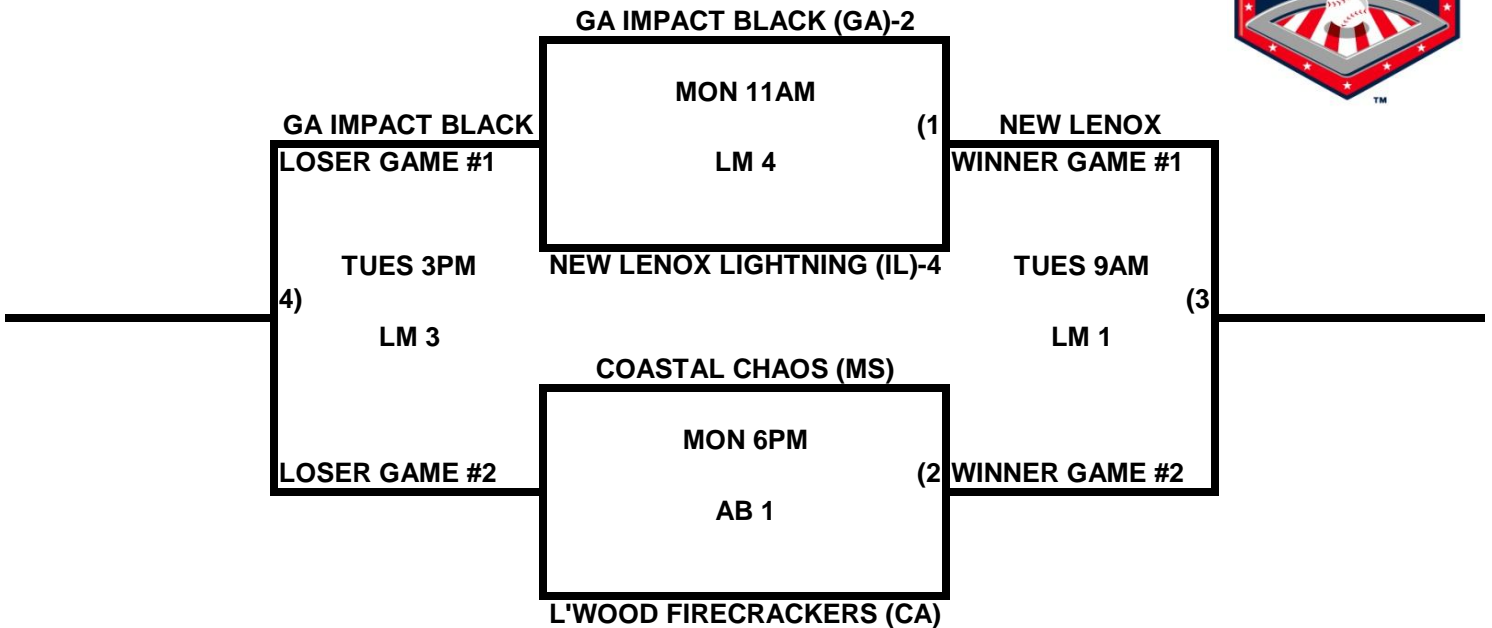 GA IMPACT BLACK (GA)-2
MON 11AM
GA IMPACT BLACK
(1
NEW LENOX
LOSER GAME #1
LM 4
WINNER GAME #1
TUES 3PM
NEW LENOX LIGHTNING (IL)-4
TUES 9AM
4)
(3
LM 3
LM 1
COASTAL CHAOS (MS)
MON 6PM
LOSER GAME #2
(2
WINNER GAME #2
AB 1
L'WOOD FIRECRACKERS (CA)
TM